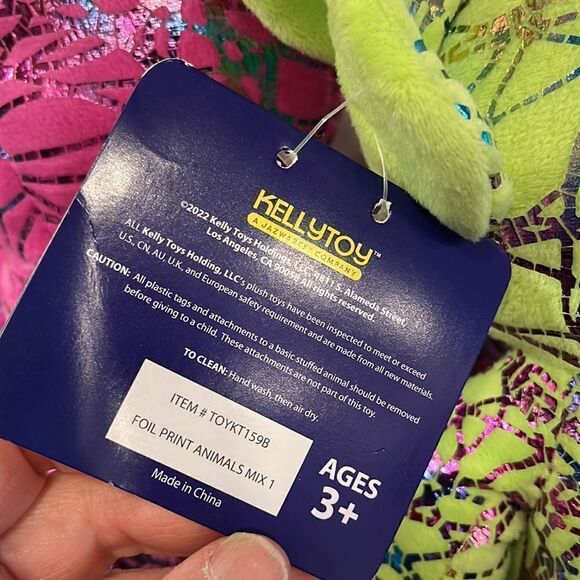 KELLYTOY™
A JAZWARES COMPANY
©2022 Kelly Toys Holdings, LLC, 4811 S. Alameda Street,
Los Angeles, CA 90058 All rights reserved.
ALL Kelly Toys Holding, LLC's plush toys have been inspected to meet or exceed
U.S, CN, AU, U.K, and European safety requirement and are made from all new materials.
CAUTION: All plastic tags and attachments to a basic stuffed animal should be removed
before giving to a child. These attachments are not part of this toy.
TO CLEAN: Hand wash, then air dry.
ITEM # TOYKT159B
FOIL PRINT ANIMALS MIX 1
Made in China
AGES
3+